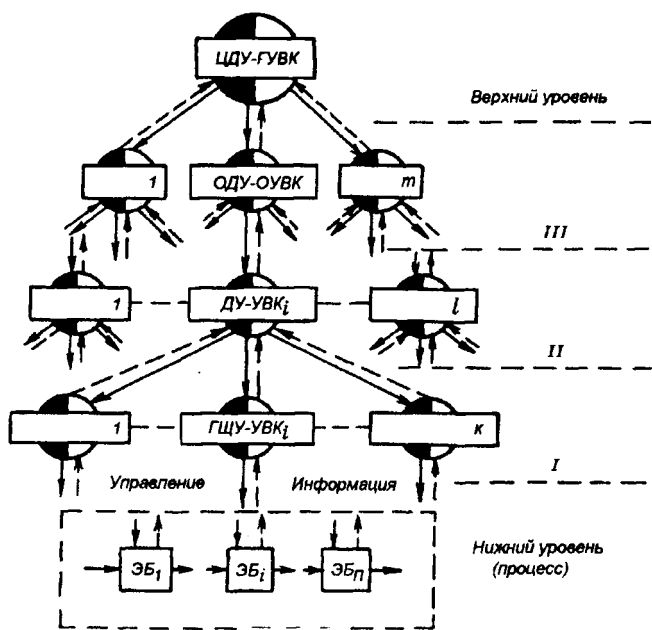 ЦДУ-ГУВК
Верхний уровень
1
ОДУ-ОУВК
m
III
1
ДУ-УВКi
l
II
1
ГЩУ-УВКi
к
I
Управление
Информация
ЭБ1
ЭБi
ЭБП
Нижний уровень
(процесс)